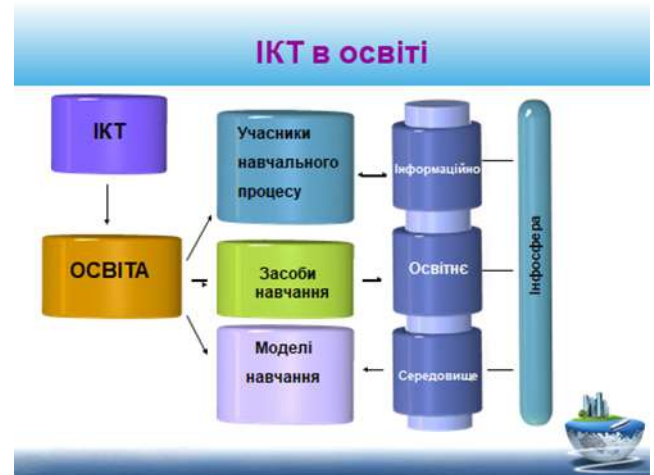 ІКТ в освіті
ІКТ
ОСВІТА
Учасники
навчального
процесу
Засоби
навчання
Моделі
навчання
Інформаційно
Освітнє
Середовище
Інфосфера